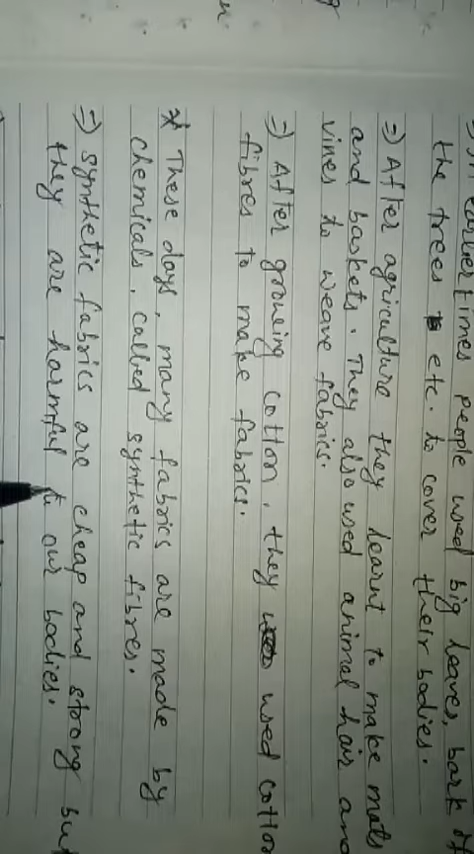 earlier times people used big leaves, bark of
the trees etc. to cover their bodies.
=) After agriculture they learnt to make mats
and baskets. They also used animal hair and
vines to weave fabrics.
=) After growing cotton, they used cotton
fibres to make fabrics.
* These days, many fabrics are made by
chemicals, called synthetic fibres.
=) synthetic fabrics are cheap and strong but
they are harmful to our bodies.